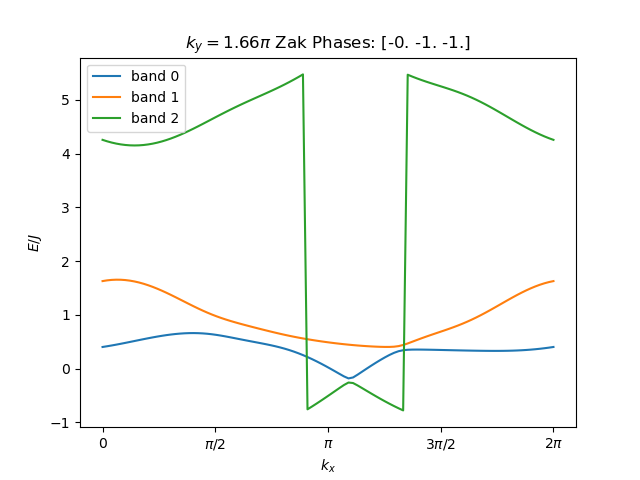 k_y = 1.66π Zak Phases: [-0. -1. -1.]
band 0
band 1
band 2
E/J
5
4
3
2
1
0
−1
0
π/2
π
3π/2
2π
k_x